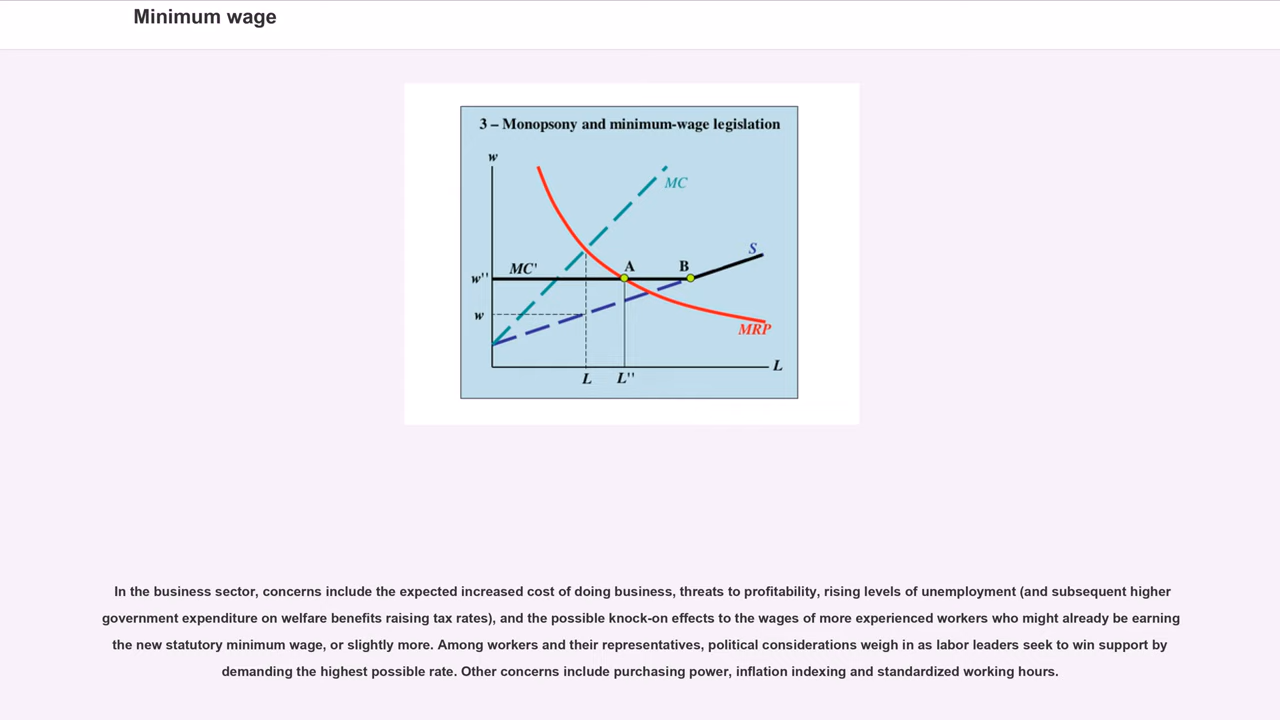 Minimum wage
3 – Monopsony and minimum-wage legislation
w
MC
S
MC'
A
B
w''
w
MRP
L
L
L''
In the business sector, concerns include the expected increased cost of doing business, threats to profitability, rising levels of unemployment (and subsequent higher
government expenditure on welfare benefits raising tax rates), and the possible knock-on effects to the wages of more experienced workers who might already be earning
the new statutory minimum wage, or slightly more. Among workers and their representatives, political considerations weigh in as labor leaders seek to win support by
demanding the highest possible rate. Other concerns include purchasing power, inflation indexing and standardized working hours.